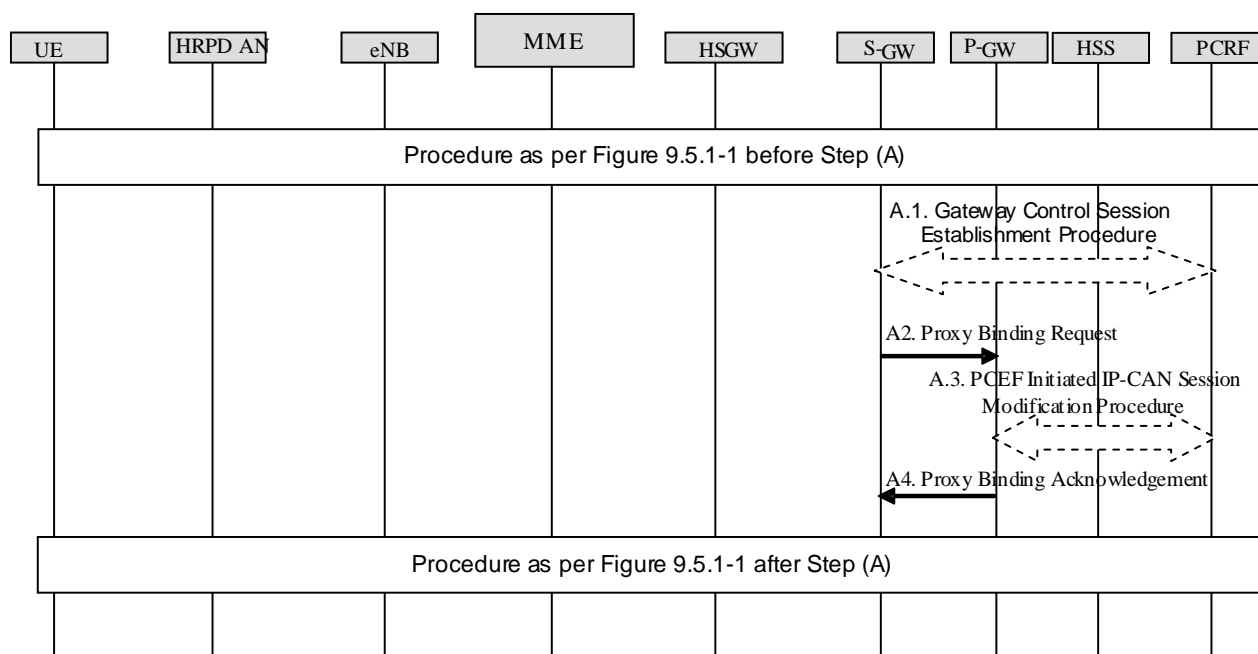 UE
HRPD AN
eNB
MME
HSGW
S-GW
P-GW
HSS
PCRF
Procedure as per Figure 9.5.1-1 before Step (A)
A.1. Gateway Control Session
Establishment Procedure
A2. Proxy Binding Request
A.3. PCEF Initiated IP-CAN Session
Modification Procedure
A4. Proxy Binding Acknowledgement
Procedure as per Figure 9.5.1-1 after Step (A)